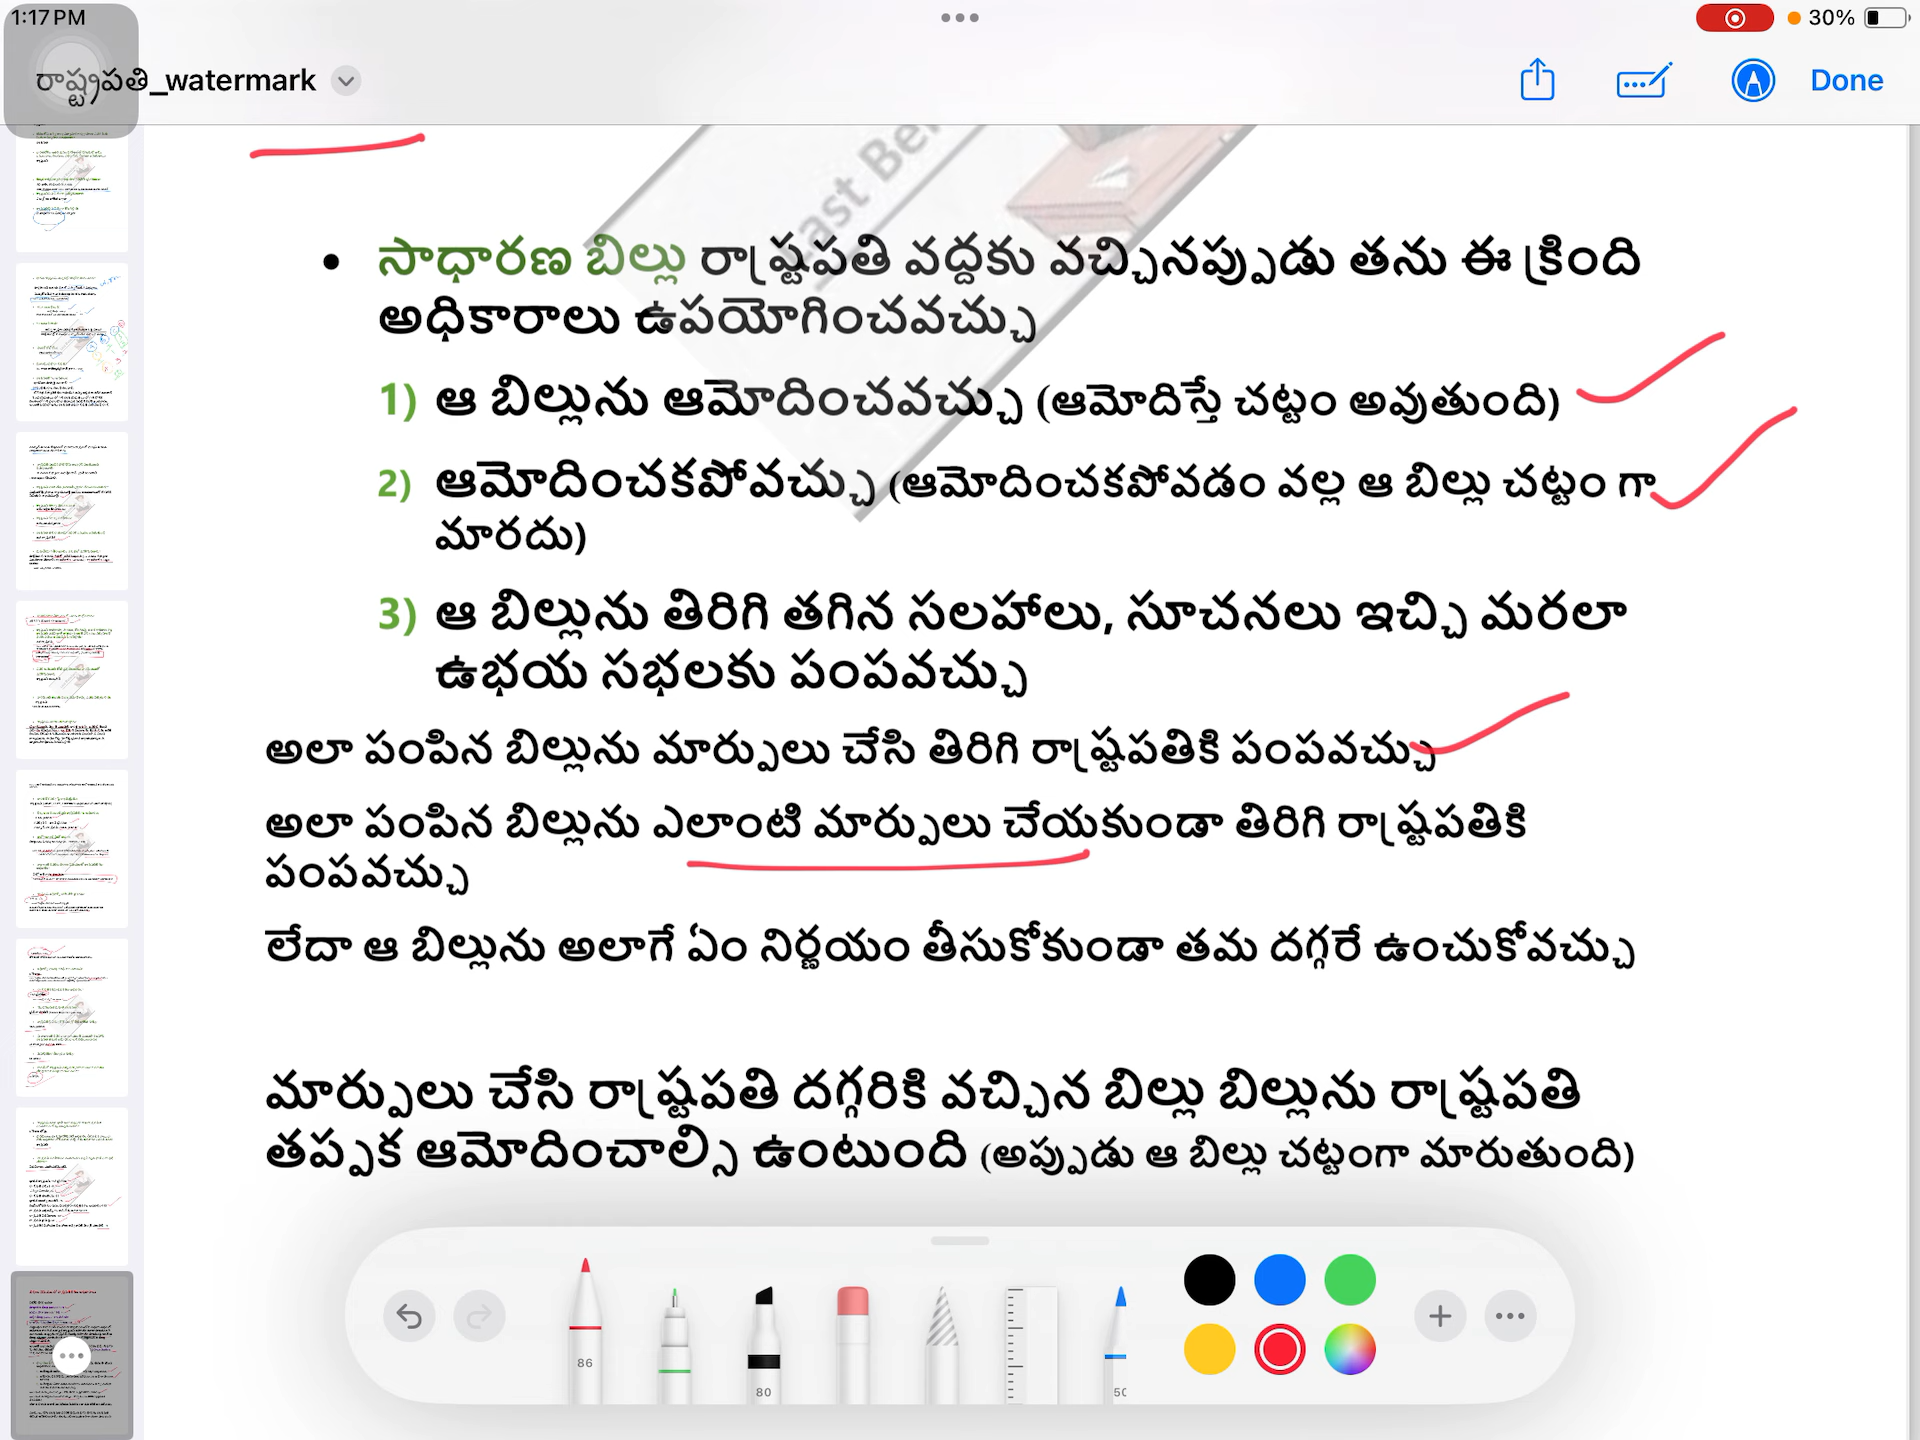 1:17 PM
30%
రాష్ట్రపతి_watermark
Done
East Ben
• సాధారణ బిల్లు రాష్ట్రపతి వద్దకు వచ్చినప్పుడు తను ఈ క్రింది
అధికారాలు ఉపయోగించవచ్చు
1) ఆ బిల్లును ఆమోదించవచ్చు (ఆమోదిస్తే చట్టం అవుతుంది)
2) ఆమోదించకపోవచ్చు (ఆమోదించకపోవడం వల్ల ఆ బిల్లు చట్టం గా
మారదు)
3) ఆ బిల్లును తిరిగి తగిన సలహాలు, సూచనలు ఇచ్చి మరలా
ఉభయ సభలకు పంపవచ్చు
అలా పంపిన బిల్లును మార్పులు చేసి తిరిగి రాష్ట్రపతికి పంపవచ్చు
అలా పంపిన బిల్లును ఎలాంటి మార్పులు చేయకుండా తిరిగి రాష్ట్రపతికి
పంపవచ్చు
లేదా ఆ బిల్లును అలాగే ఏం నిర్ణయం తీసుకోకుండా తమ దగ్గరే ఉంచుకోవచ్చు
మార్పులు చేసి రాష్ట్రపతి దగ్గరికి వచ్చిన బిల్లు బిల్లును రాష్ట్రపతి
తప్పక ఆమోదించాల్సి ఉంటుంది (అప్పుడు ఆ బిల్లు చట్టంగా మారుతుంది)
86
80
50